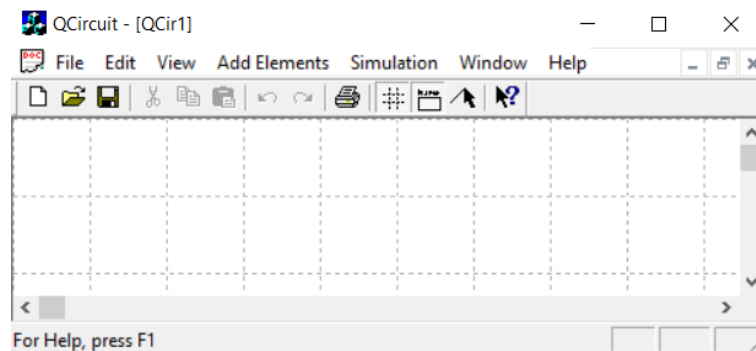 QCircuit - [QCir1]
File Edit View Add Elements Simulation Window Help
For Help, press F1